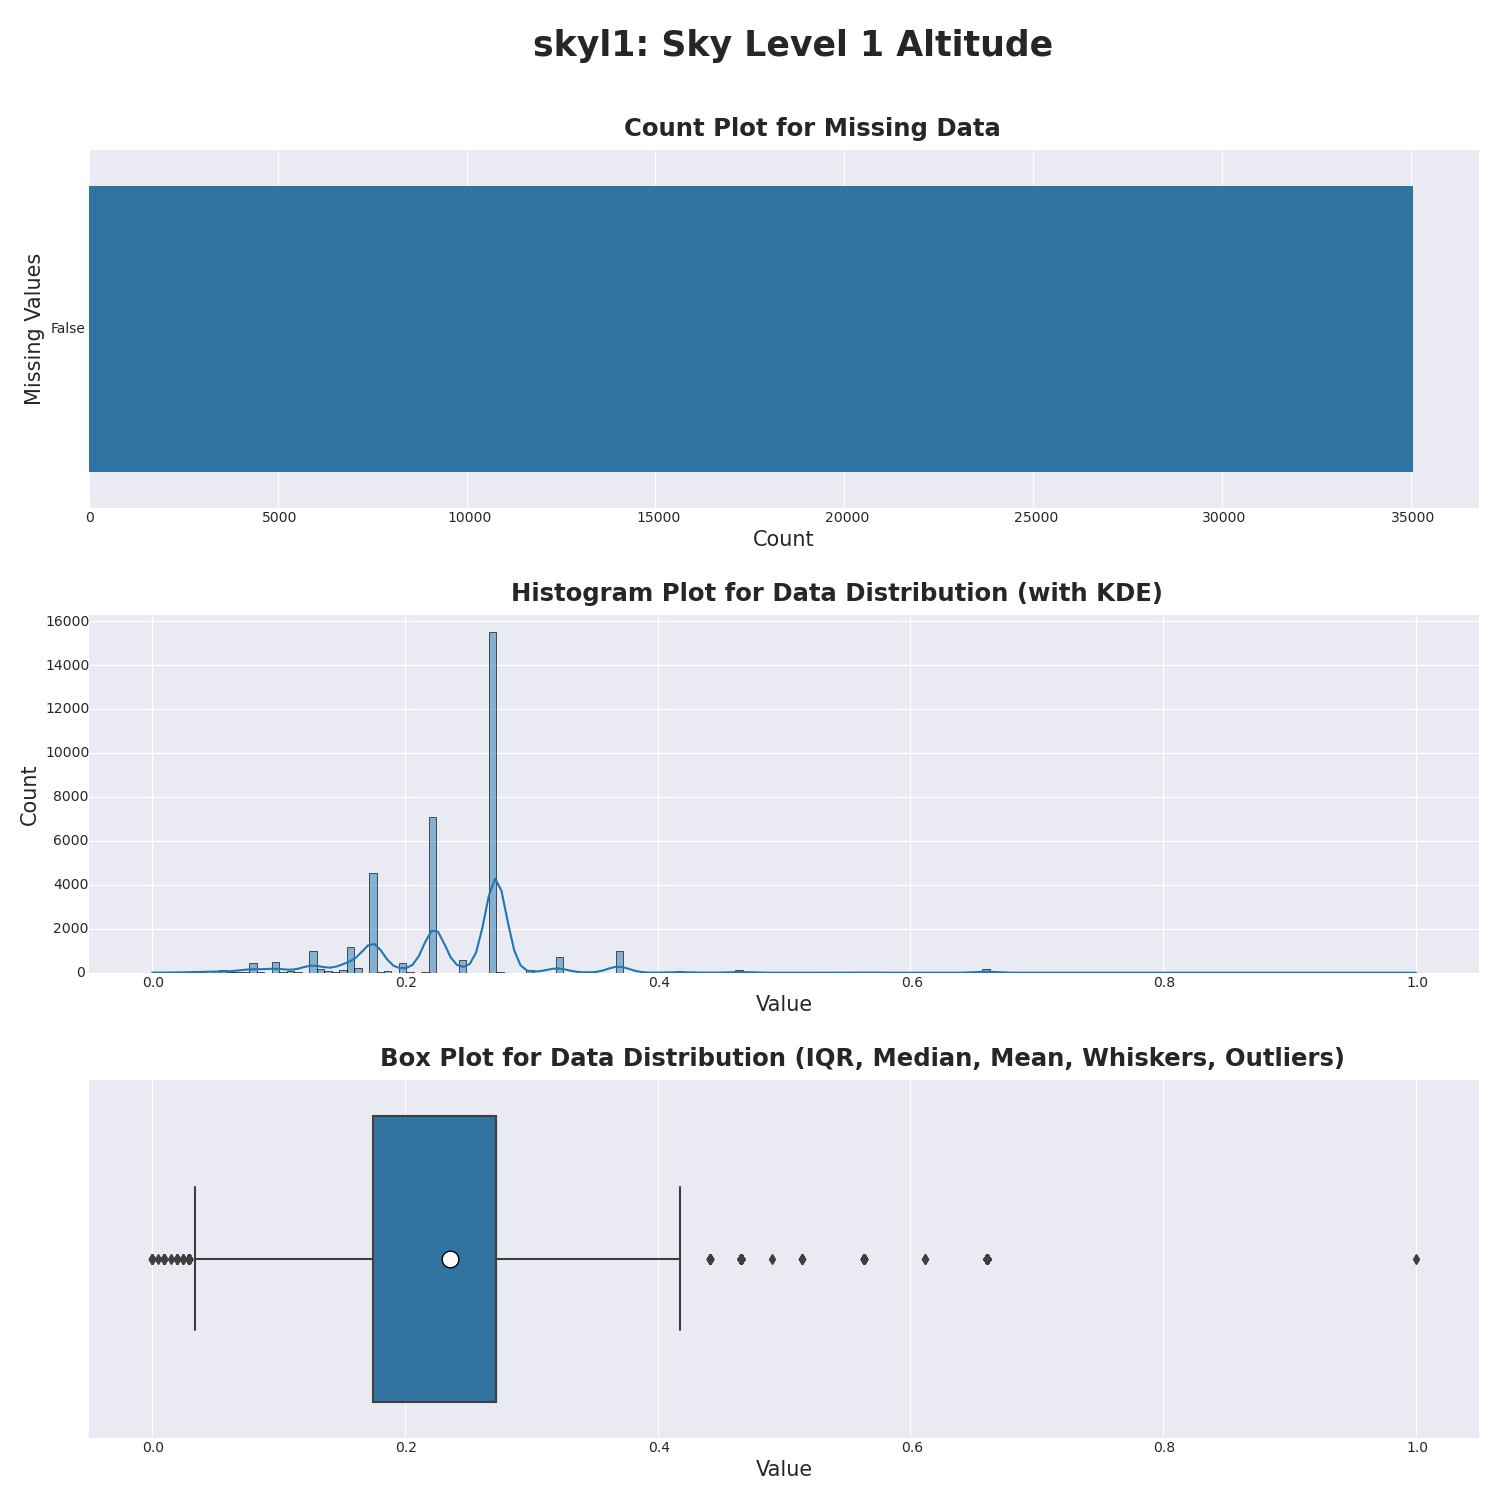 skyl1: Sky Level 1 Altitude
Count Plot for Missing Data
Missing Values
False
0 5000 10000 15000 20000 25000 30000 35000
Count
Histogram Plot for Data Distribution (with KDE)
Count
16000
14000
12000
10000
8000
6000
4000
2000
0
0.0 0.2 0.4 0.6 0.8 1.0
Value
Box Plot for Data Distribution (IQR, Median, Mean, Whiskers, Outliers)
0.0 0.2 0.4 0.6 0.8 1.0
Value